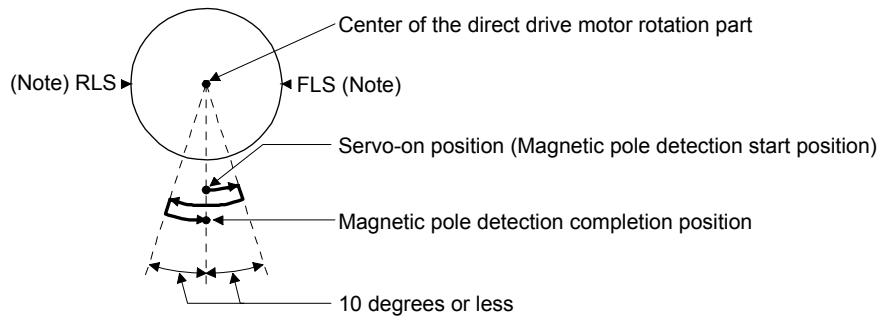 Center of the direct drive motor rotation part
(Note) RLS
FLS (Note)
Servo-on position (Magnetic pole detection start position)
Magnetic pole detection completion position
10 degrees or less